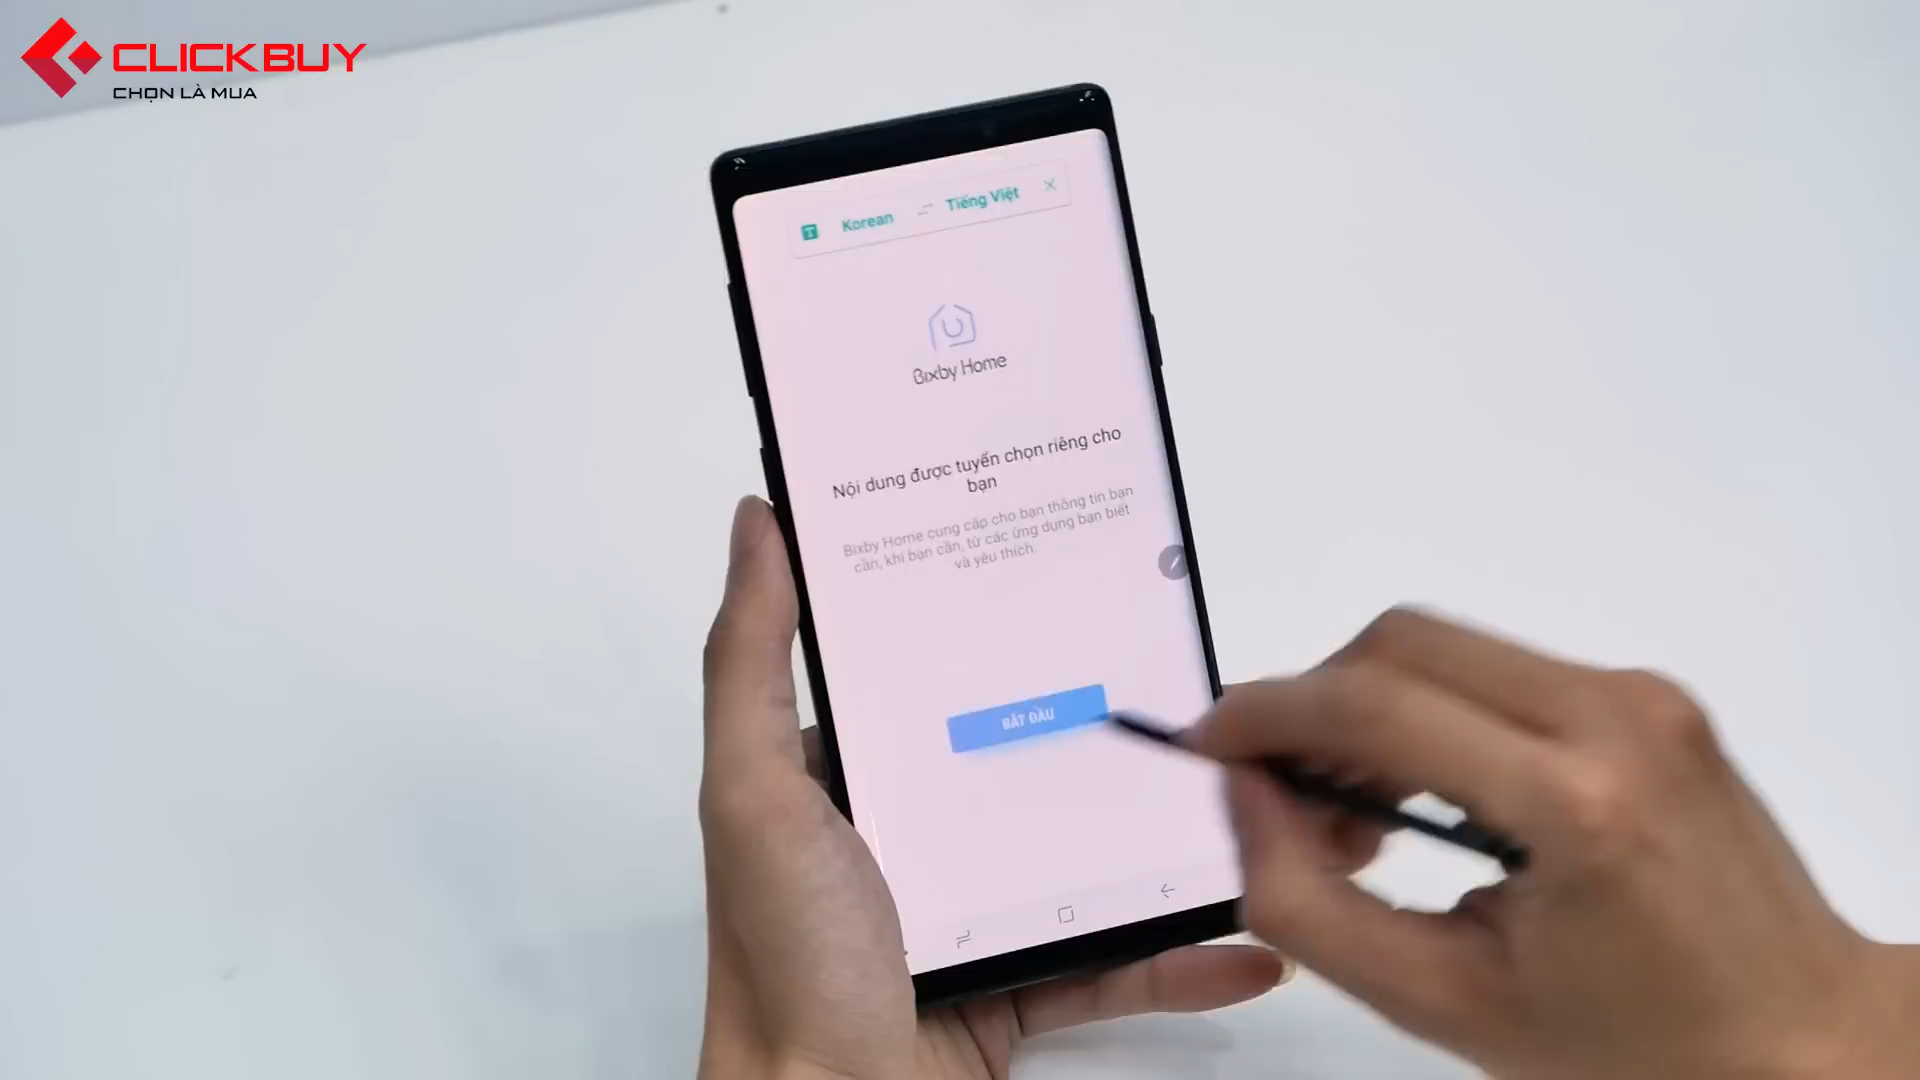 CLICKBUY
CHỌN LÀ MUA
T Korean Tiếng Việt
Bixby Home
Nội dung được tuyển chọn riêng cho
bạn
Bixby Home cung cấp cho bạn thông tin bạn
cần, khi bạn cần, từ các ứng dụng bạn biết
và yêu thích.
BẮT ĐẦU